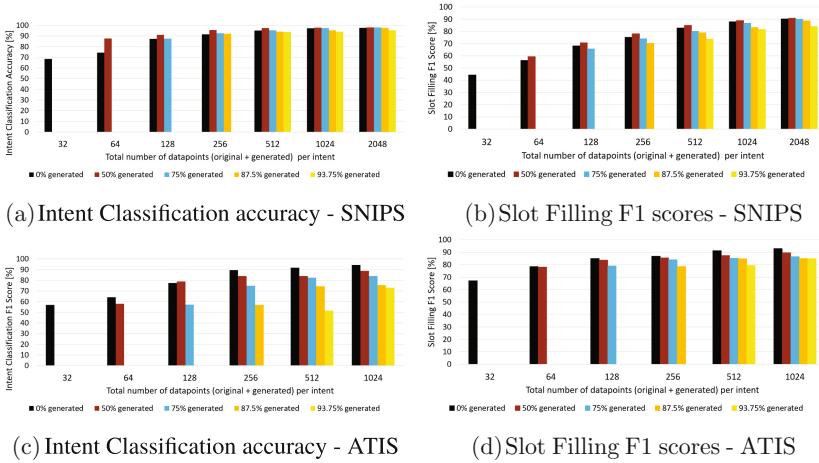 Intent Classification Accuracy [%]
100
90
80
70
60
50
40
30
20
10
0
32 64 128 256 512 1024 2048
Total number of datapoints (original + generated) per intent
0% generated 50% generated 75% generated 87.5% generated 93.75% generated
(a) Intent Classification accuracy - SNIPS
Slot Filling F1 Score [%]
100
90
80
70
60
50
40
30
20
10
0
32 64 128 256 512 1024 2048
Total number of datapoints (original + generated) per intent
0% generated 50% generated 75% generated 87.5% generated 93.75% generated
(b) Slot Filling F1 scores - SNIPS
Intent Classification F1 Score [%]
100
90
80
70
60
50
40
30
20
10
0
32 64 128 256 512 1024
Total number of datapoints (original + generated) per intent
0% generated 50% generated 75% generated 87.5% generated 93.75% generated
(c) Intent Classification accuracy - ATIS
Slot Filling F1 Score [%]
100
90
80
70
60
50
40
30
20
10
0
32 64 128 256 512 1024
Total number of datapoints (original + generated) per intent
0% generated 50% generated 75% generated 87.5% generated 93.75% generated
(d) Slot Filling F1 scores - ATIS